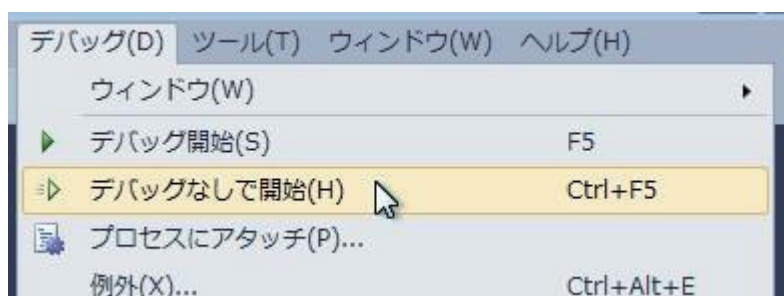 デバッグ(D) ツール(T) ウィンドウ(W) ヘルプ(H)
ウィンドウ(W)
デバッグ開始(S) F5
デバッグなしで開始(H) Ctrl+F5
プロセスにアタッチ(P)...
例外(X)... Ctrl+Alt+E